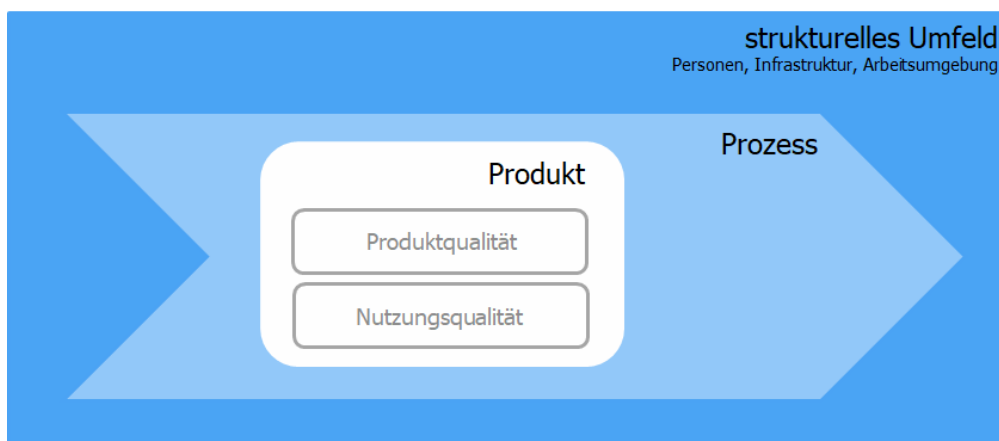 strukturelles Umfeld
Personen, Infrastruktur, Arbeitsumgebung
Prozess
Produkt
Produktqualität
Nutzungsqualität